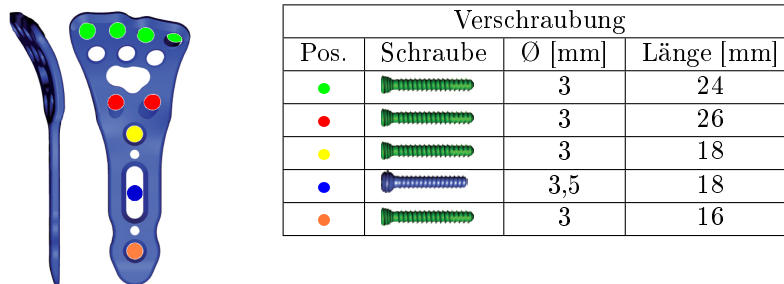 Verschraubung
Pos. Schraube Ø [mm] Länge [mm]
3 24
3 26
3 18
3,5 18
3 16